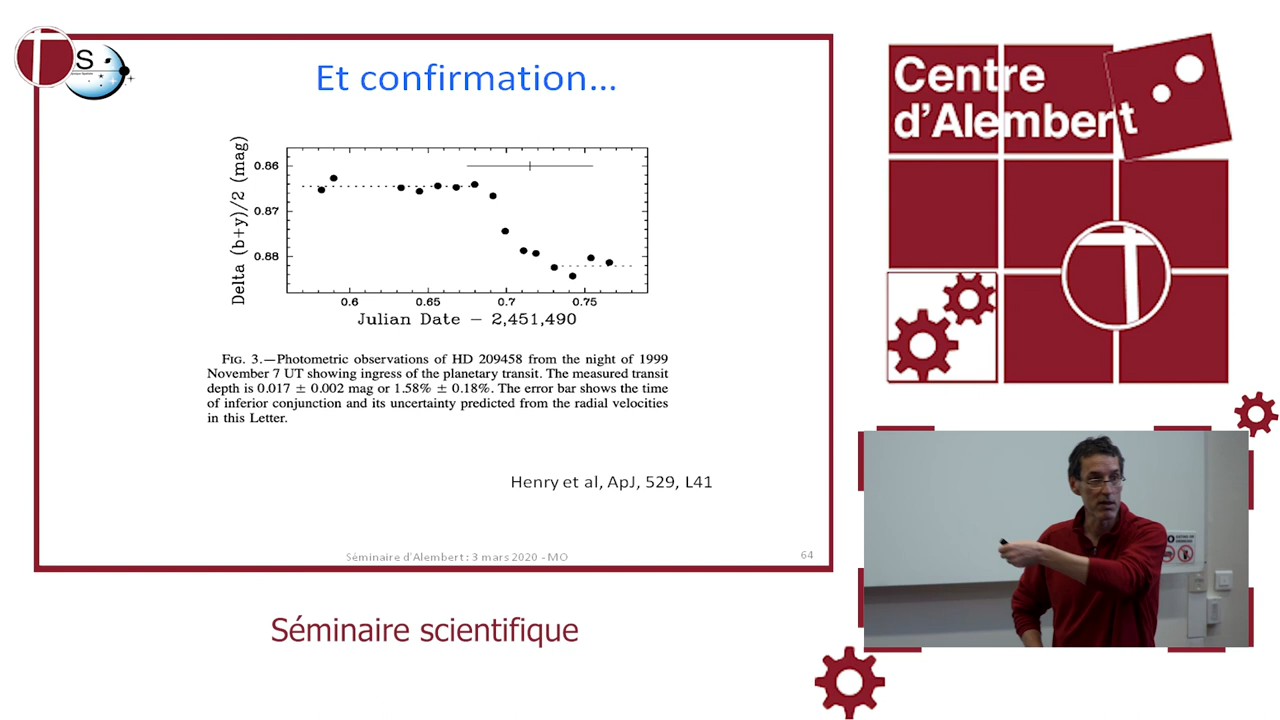 S
Et confirmation...
Delta (b+y)/2 (mag)
0.86
0.87
0.88
0.6
0.65
0.7
0.75
Julian Date – 2,451,490
FIG. 3.—Photometric observations of HD 209458 from the night of 1999
November 7 UT showing ingress of the planetary transit. The measured transit
depth is 0.017 ± 0.002 mag or 1.58% ± 0.18%. The error bar shows the time
of inferior conjunction and its uncertainty predicted from the radial velocities
in this Letter.
Henry et al, ApJ, 529, L41
Séminaire d'Alembert : 3 mars 2020 - MO
64
Séminaire scientifique
Centre
d'Alembert